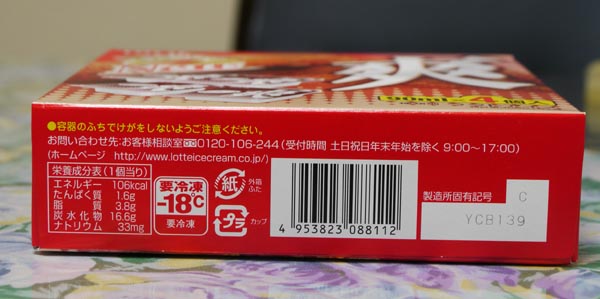 爽
90ml×4個入
●容器のふちでけがをしないようご注意ください。
お問い合わせ先:お客様相談室 0120-106-244(受付時間 土日祝日年末年始を除く 9:00~17:00)
(ホームページ http://www.lotteicecream.co.jp/)
栄養成分表(1個当り)
エネルギー 106kcal
たんぱく質 1.6g
脂質 3.8g
炭水化物 16.6g
ナトリウム 33mg
要冷凍
-18℃
要冷凍
紙 外箱 ふた
プラ カップ
4 953823 088112
製造所固有記号 C
YCB139